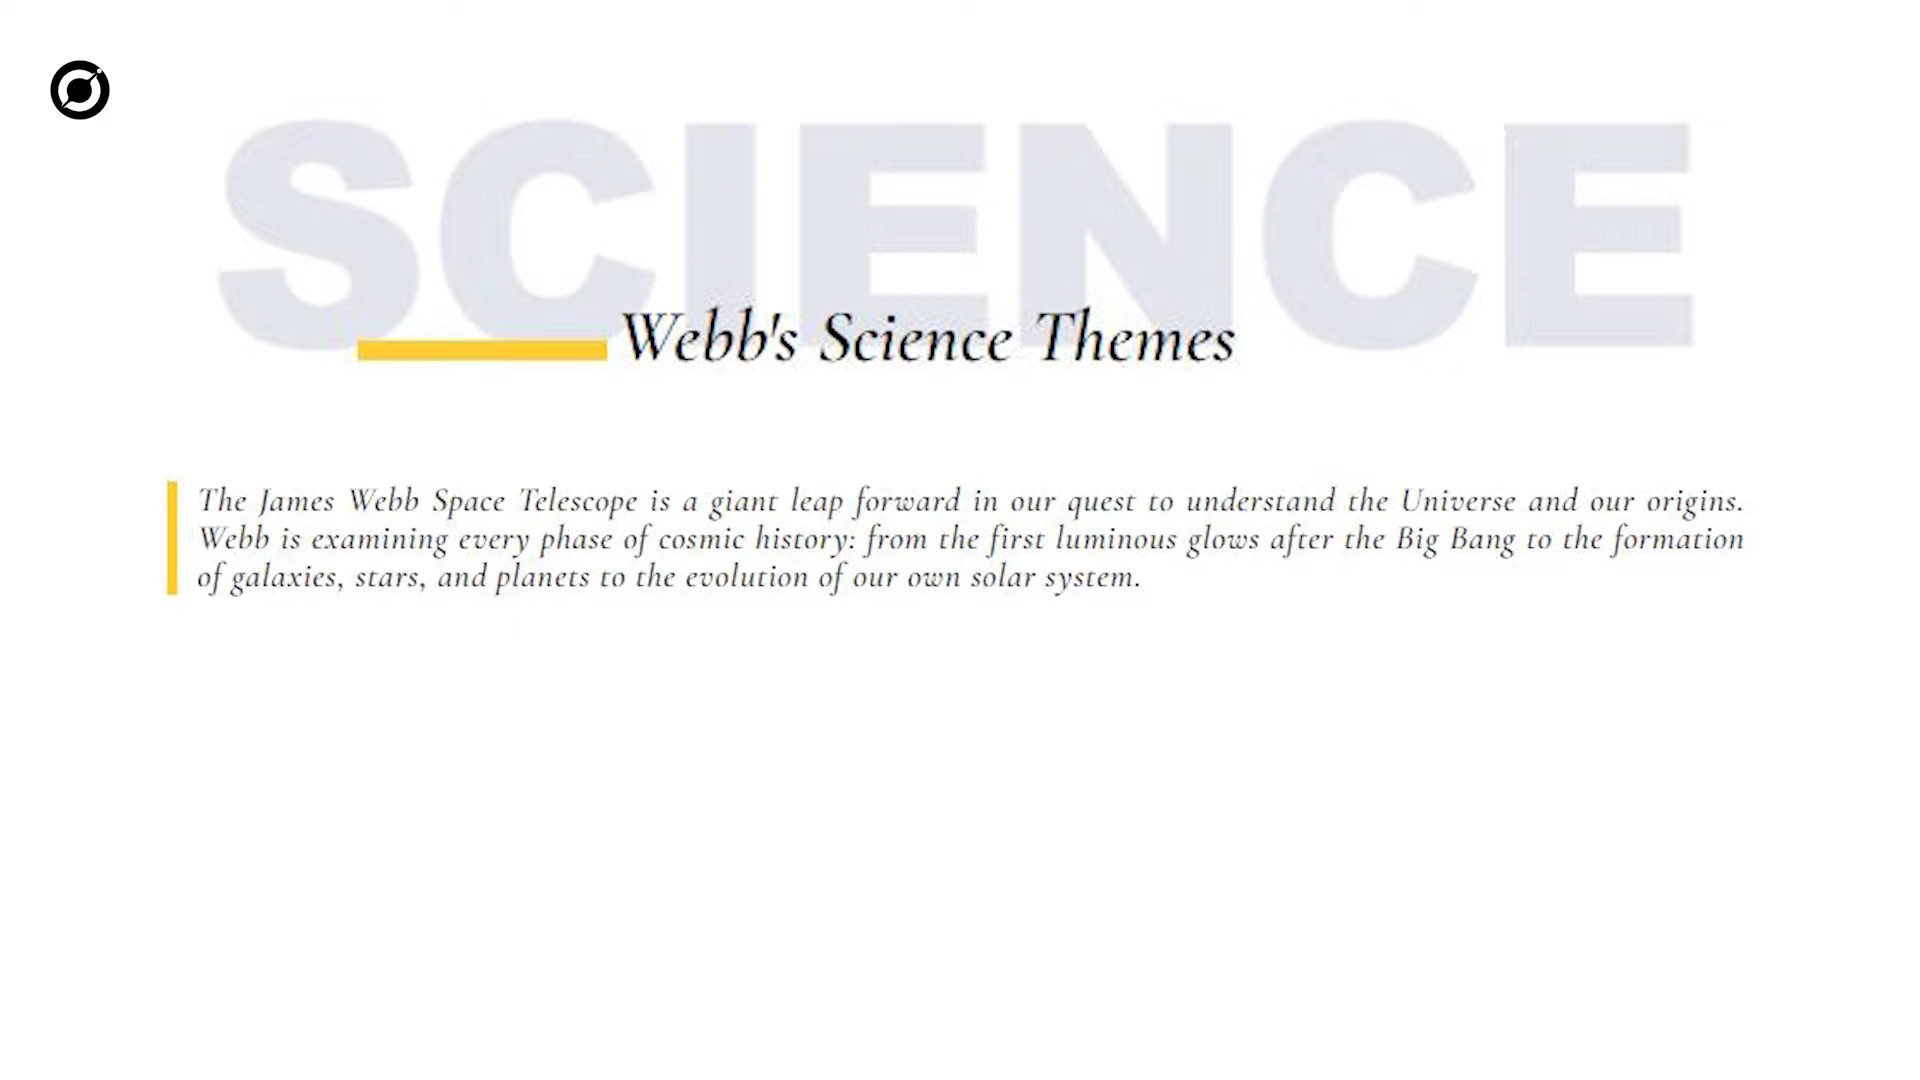 SCIENCE
Webb's Science Themes
The James Webb Space Telescope is a giant leap forward in our quest to understand the Universe and our origins.
Webb is examining every phase of cosmic history: from the first luminous glows after the Big Bang to the formation
of galaxies, stars, and planets to the evolution of our own solar system.